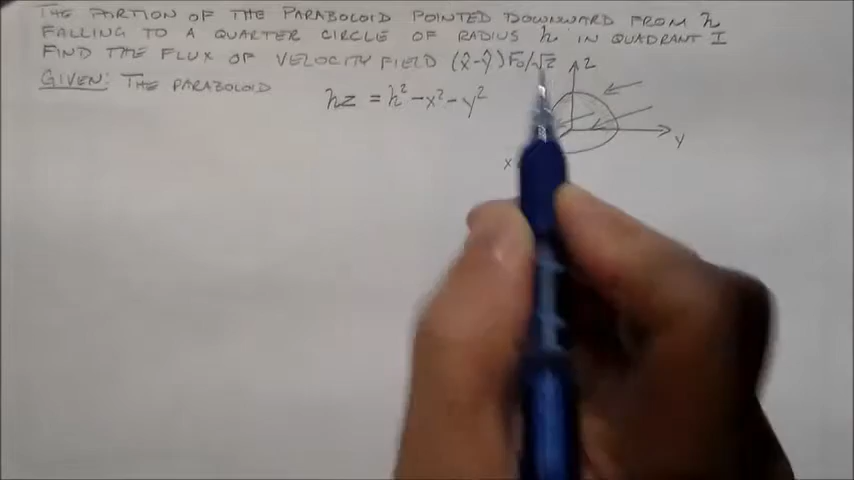 THE PORTION OF THE PARABOLOID POINTED DOWNWARD FROM h
FALLING TO A QUARTER CIRCLE OF RADIUS h IN QUADRANT I
FIND THE FLUX OF VELOCITY FIELD (x̂-ŷ)F₀/√2
GIVEN: THE PARABOLOID
hz = h² - x² - y²
z
y
x